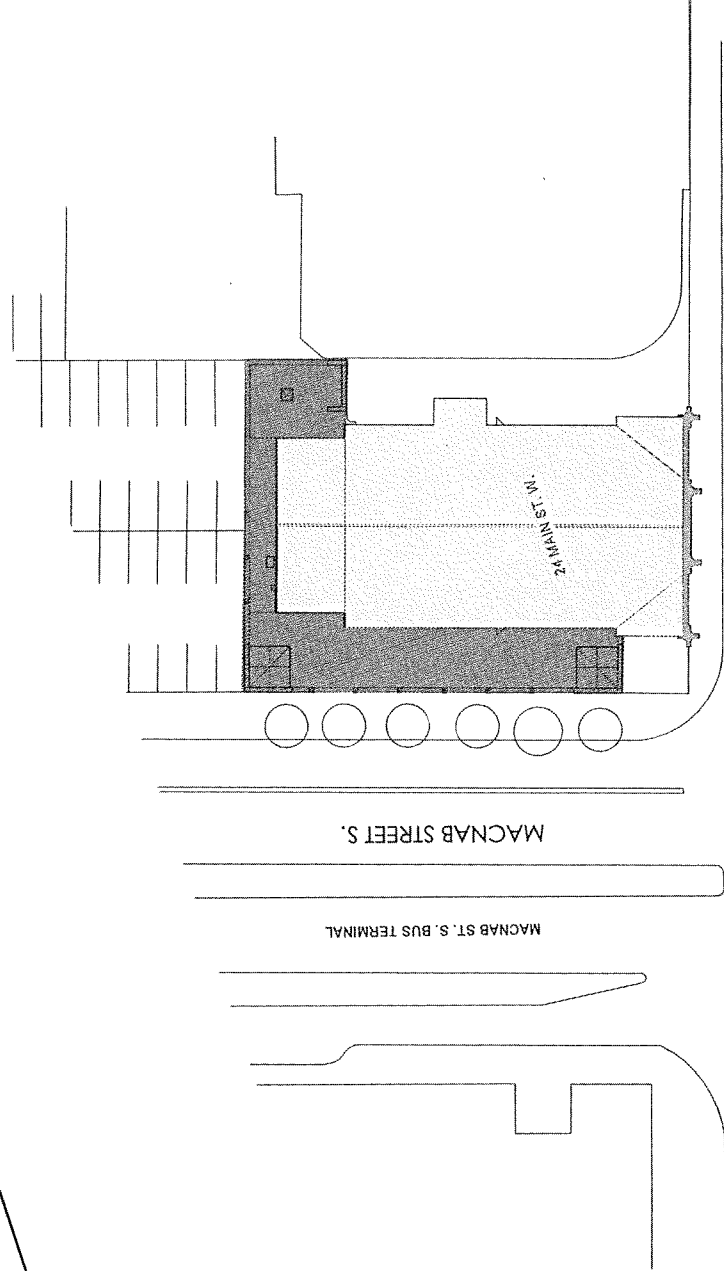 24 MAIN ST. W.
MACNAB STREET S.
MACNAB ST. S. BUS TERMINAL